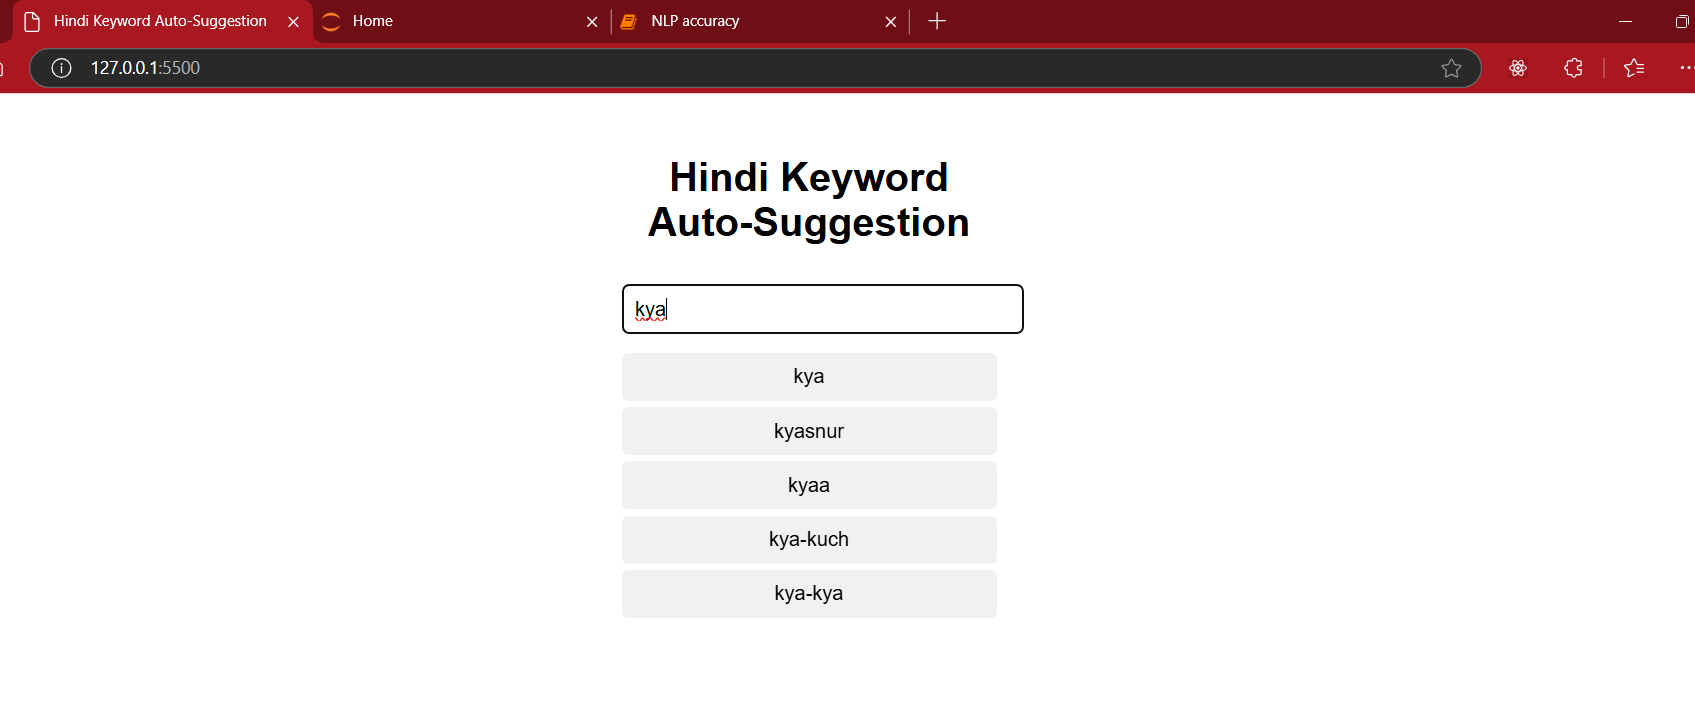 Hindi Keyword Auto-Suggestion
Home
NLP accuracy
127.0.0.1:5500
Hindi Keyword
Auto-Suggestion
kya
kya
kyasnur
kyaa
kya-kuch
kya-kya